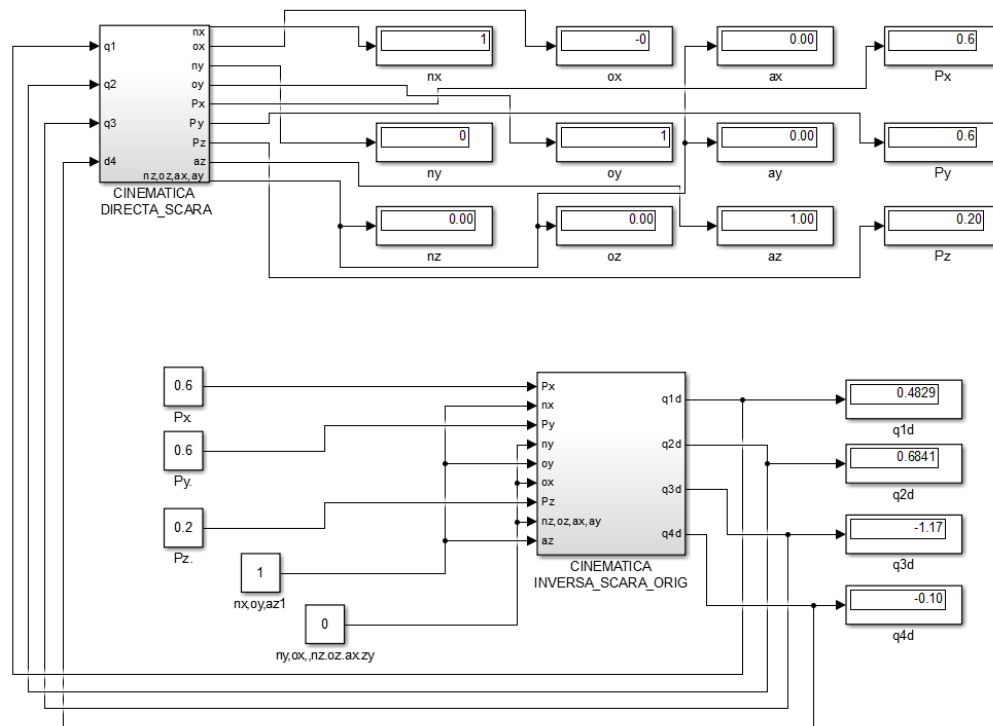 q1
q2
q3
d4
nx
ox
ny
oy
Px
Py
Pz
az
nz,oz,ax,ay
CINEMATICA
DIRECTA_SCARA
1
nx
-0
ox
0.00
ax
0.6
Px
0
ny
1
oy
0.00
ay
0.6
Py
0.00
nz
0.00
oz
1.00
az
0.20
Pz
0.6
Px.
0.6
Py.
0.2
Pz.
1
nx,oy,az1
0
ny,ox,,nz.oz.ax.zy
Px
nx
Py
ny
oy
ox
Pz
nz,oz,ax,ay
az
q1d
q2d
q3d
q4d
CINEMATICA
INVERSA_SCARA_ORIG
0.4829
q1d
0.6841
q2d
-1.17
q3d
-0.10
q4d